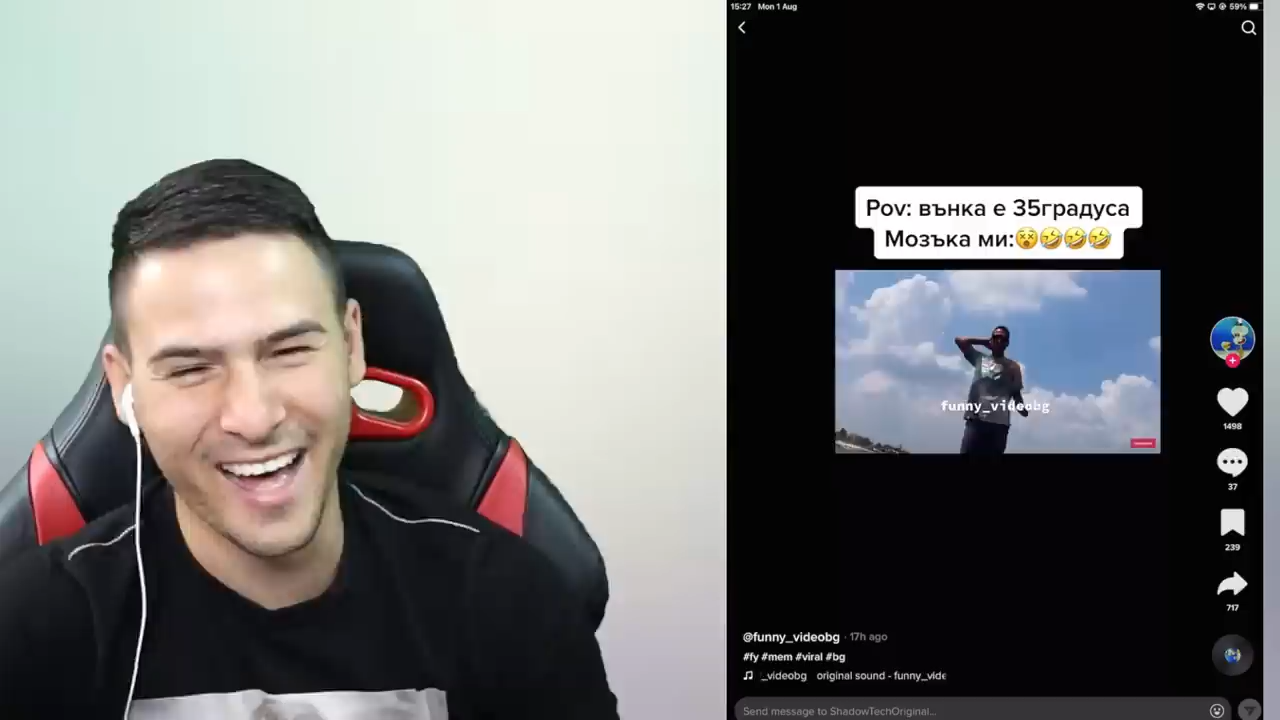 15:27 Mon 1 Aug
59%
Pov: вънка е 35градуса
Мозъка ми:😵🤣🤣🤣
funny_videobg
1498
37
239
717
@funny_videobg · 17h ago
#fy #mem #viral #bg
_videobg original sound - funny_vide
Send message to ShadowTechOriginal...